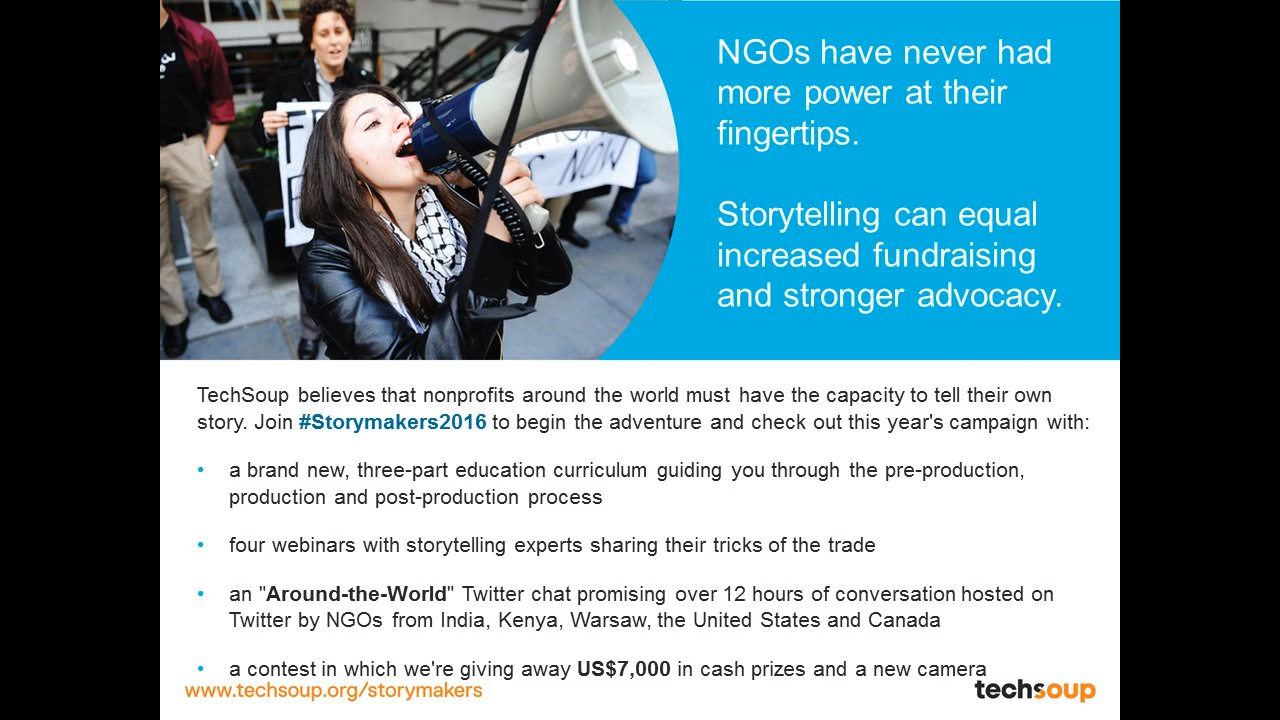 NGOs have never had
more power at their
fingertips.
Storytelling can equal
increased fundraising
and stronger advocacy.
NOW
TechSoup believes that nonprofits around the world must have the capacity to tell their own
story. Join #Storymakers2016 to begin the adventure and check out this year's campaign with:
• a brand new, three-part education curriculum guiding you through the pre-production,
production and post-production process
• four webinars with storytelling experts sharing their tricks of the trade
• an "Around-the-World" Twitter chat promising over 12 hours of conversation hosted on
Twitter by NGOs from India, Kenya, Warsaw, the United States and Canada
• a contest in which we're giving away US$7,000 in cash prizes and a new camera
www.techsoup.org/storymakers
techsoup